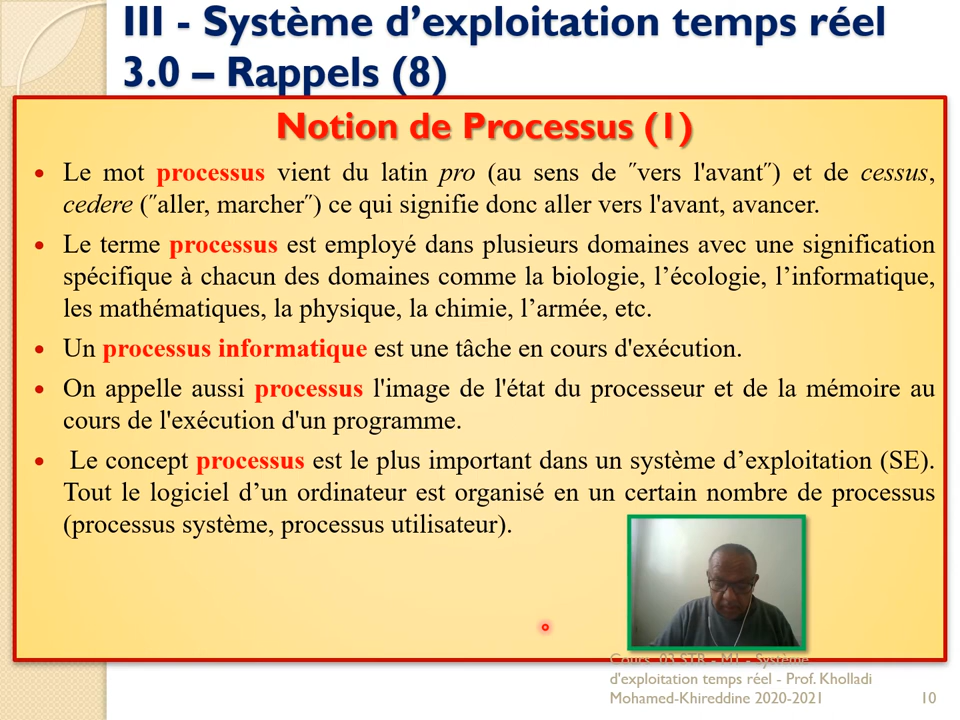 III - Système d’exploitation temps réel
3.0 – Rappels (8)
Notion de Processus (1)
Le mot processus vient du latin pro (au sens de ˝vers l'avant˝) et de cessus,
cedere (˝aller, marcher˝) ce qui signifie donc aller vers l'avant, avancer.
Le terme processus est employé dans plusieurs domaines avec une signification
spécifique à chacun des domaines comme la biologie, l’écologie, l’informatique,
les mathématiques, la physique, la chimie, l’armée, etc.
Un processus informatique est une tâche en cours d'exécution.
On appelle aussi processus l'image de l'état du processeur et de la mémoire au
cours de l'exécution d'un programme.
Le concept processus est le plus important dans un système d’exploitation (SE).
Tout le logiciel d’un ordinateur est organisé en un certain nombre de processus
(processus système, processus utilisateur).
Cours 03 STR - M1 - Système
d'exploitation temps réel - Prof. Kholladi
Mohamed-Khireddine 2020-2021
10